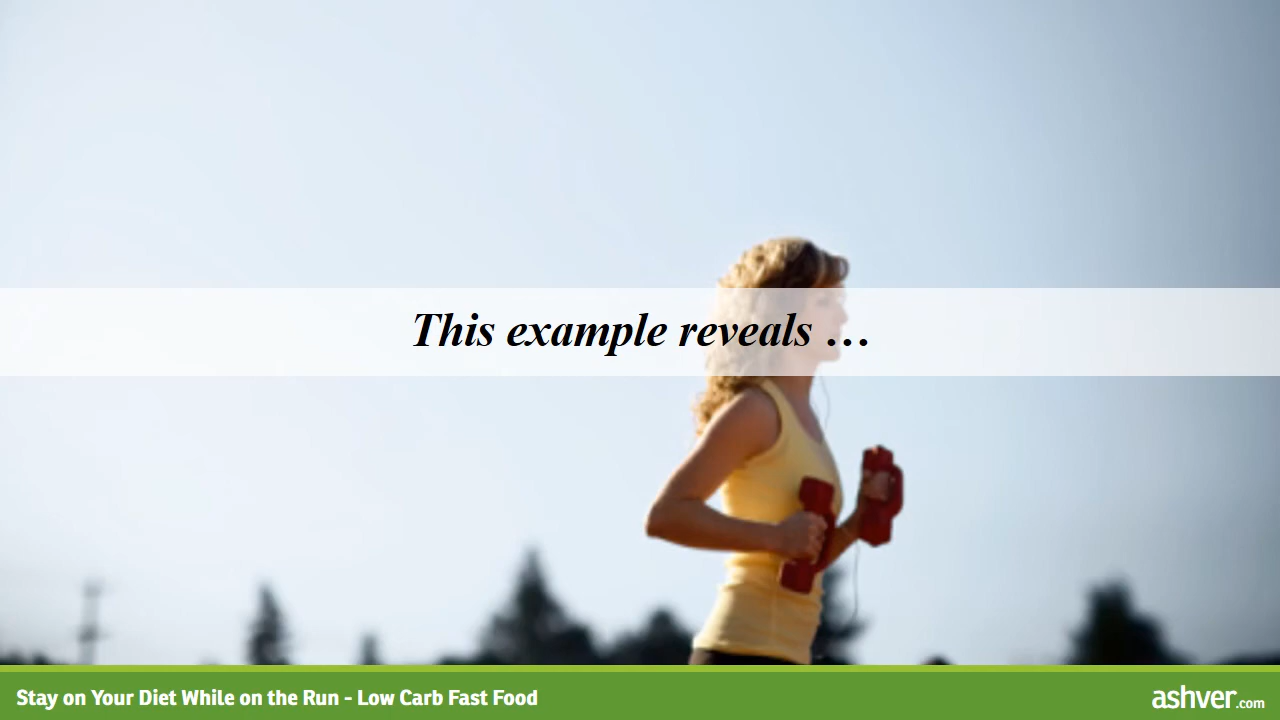 This example reveals …
Stay on Your Diet While on the Run - Low Carb Fast Food
ashver.com